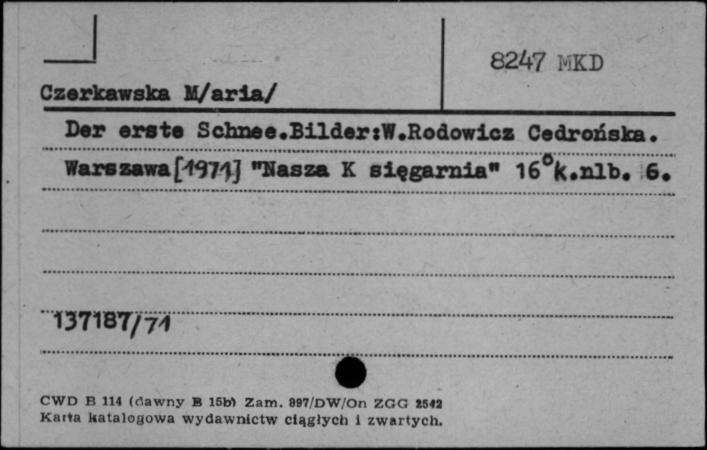 8247 MKD
Czerkawska M/aria/
Der erste Schnee.Bilder:W.Rodowicz Cedrońska.
Warszawa[1971] "Nasza K sięgarnia" 16°k.nlb. 6.
137187/71
CWD B 114 (dawny B 15b) Zam. 897/DW/On ZGG 2542
Karta katalogowa wydawnictw ciągłych i zwartych.